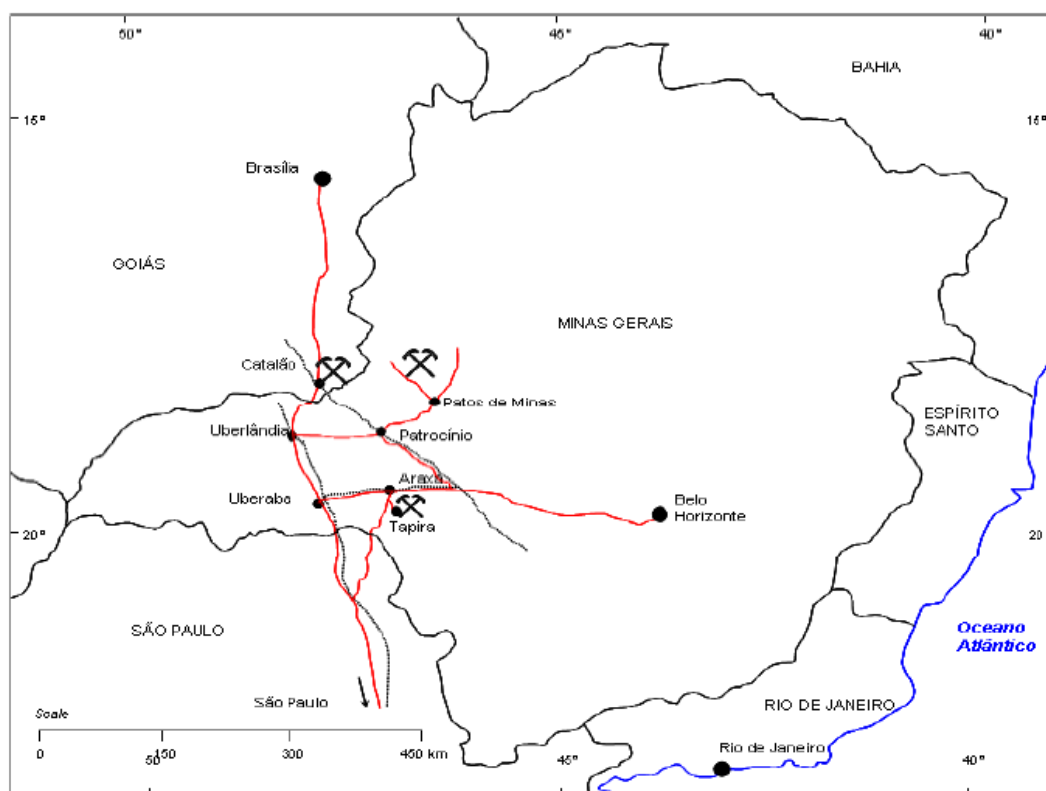 50°
45°
40°
BAHIA
15°
15°
Brasília
GOIÁS
MINAS GERAIS
Catalão
Patos de Minas
ESPÍRITO
SANTO
Uberlândia
Patrocínio
Araxá
Uberaba
Belo
Horizonte
Tapira
20°
20
SÃO PAULO
Oceano
Atlântico
São Paulo
RIO DE JANEIRO
Scale
Rio de Janeiro
0
150
300
450 km
50°
45°
40°